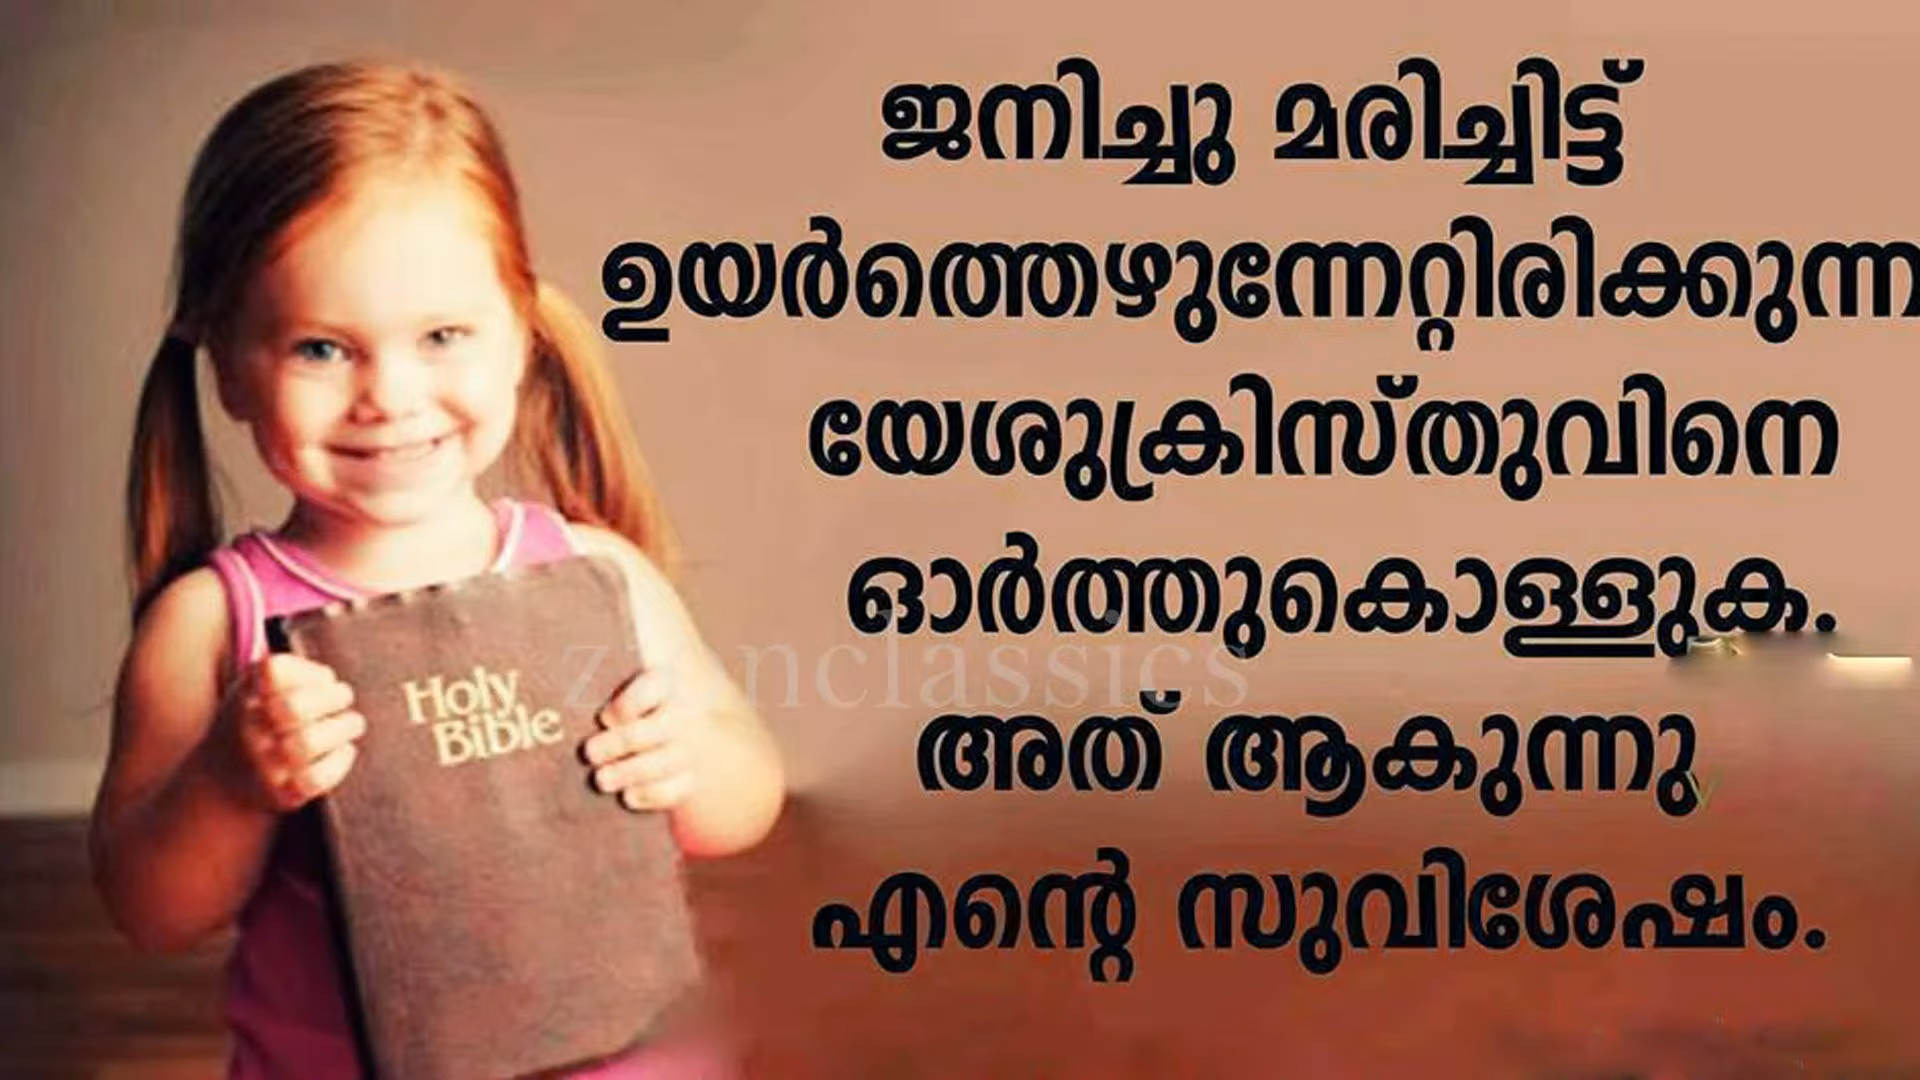 ജനിച്ചു മരിച്ചിട്ട്
ഉയർത്തെഴുന്നേറ്റിരിക്കുന്ന
യേശുക്രിസ്തുവിനെ
ഓർത്തുകൊള്ളുക.
അത് ആകുന്നു
എന്റെ സുവിശേഷം.
Holy
Bible